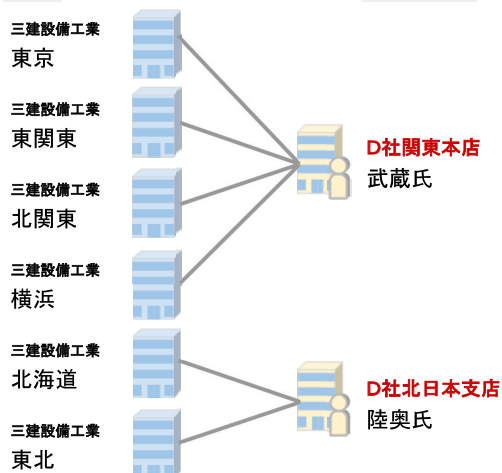 三建設備工業
東京
三建設備工業
東関東
三建設備工業
北関東
三建設備工業
横浜
三建設備工業
北海道
三建設備工業
東北
D社関東本店
武蔵氏
D社北日本支店
陸奥氏